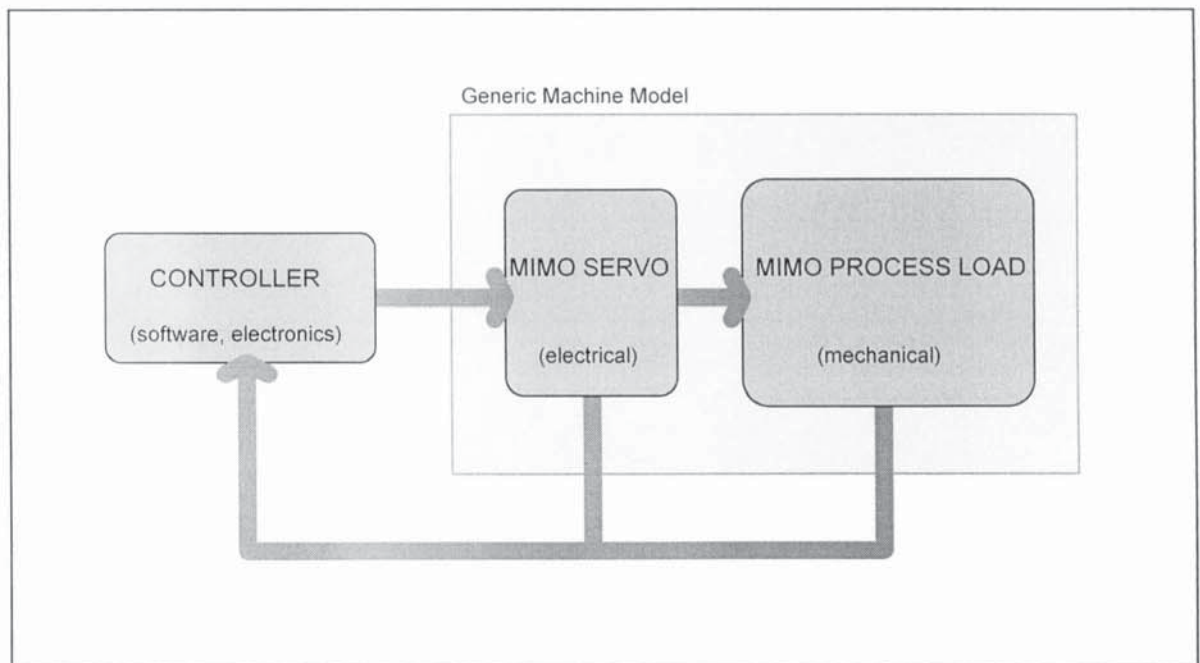 Generic Machine Model
CONTROLLER
(software, electronics)
MIMO SERVO
(electrical)
MIMO PROCESS LOAD
(mechanical)